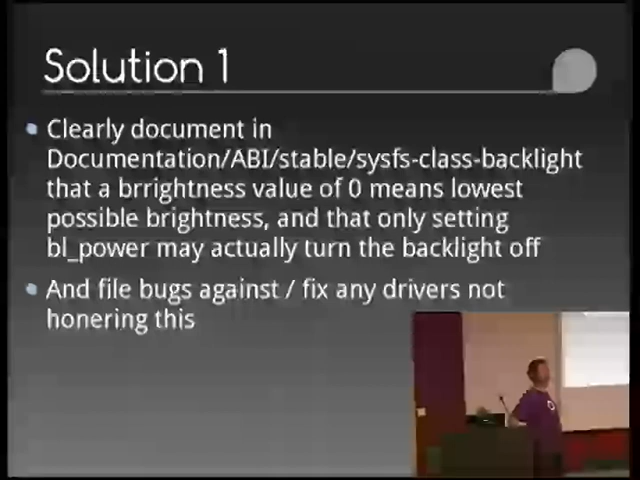 Solution 1
Clearly document in
Documentation/ABI/stable/sysfs-class-backlight
that a brrightness value of 0 means lowest
possible brightness, and that only setting
bl_power may actually turn the backlight off
And file bugs against / fix any drivers not
honering this